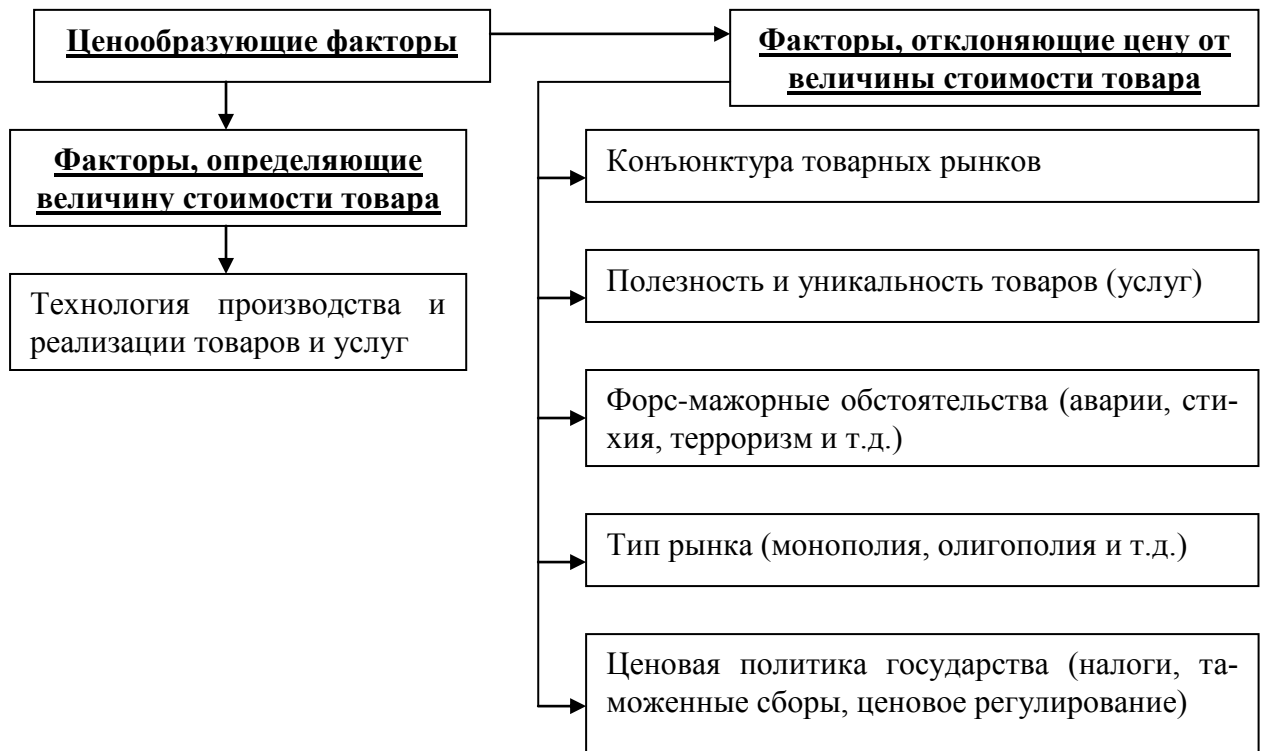 Ценообразующие факторы
Факторы, определяющие
величину стоимости товара
Технология производства и
реализации товаров и услуг
Факторы, отклоняющие цену от
величины стоимости товара
Конъюнктура товарных рынков
Полезность и уникальность товаров (услуг)
Форс-мажорные обстоятельства (аварии, сти-
хия, терроризм и т.д.)
Тип рынка (монополия, олигополия и т.д.)
Ценовая политика государства (налоги, та-
моженные сборы, ценовое регулирование)